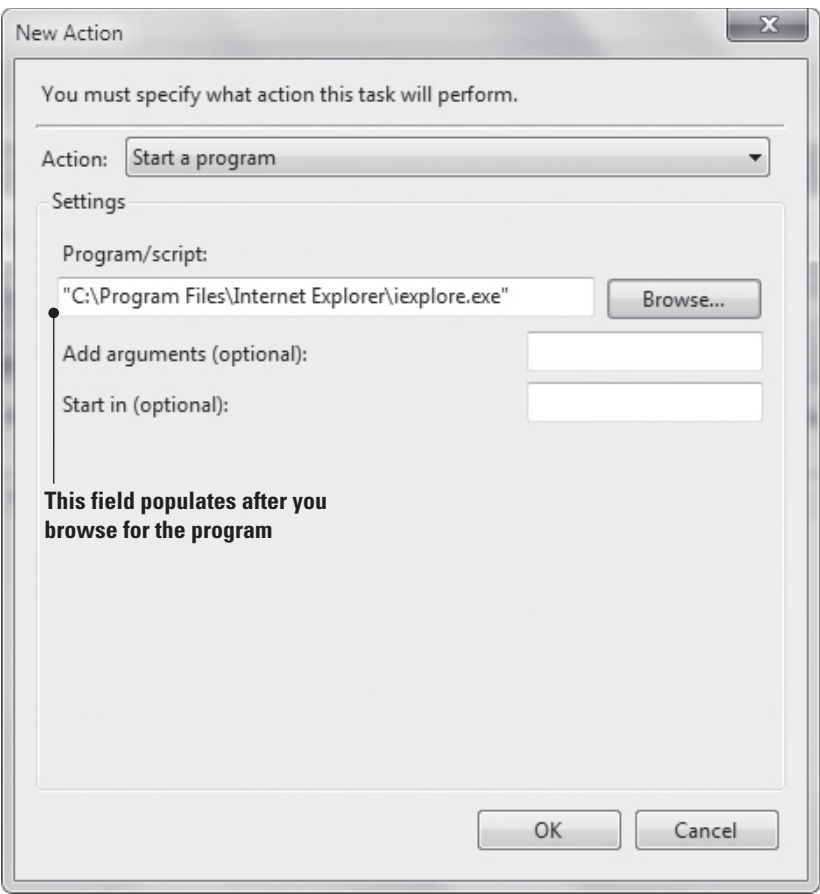 New Action
X
You must specify what action this task will perform.
Action: Start a program
Settings
Program/script:
"C:\Program Files\Internet Explorer\iexplore.exe" Browse...
Add arguments (optional):
Start in (optional):
This field populates after you
browse for the program
OK Cancel